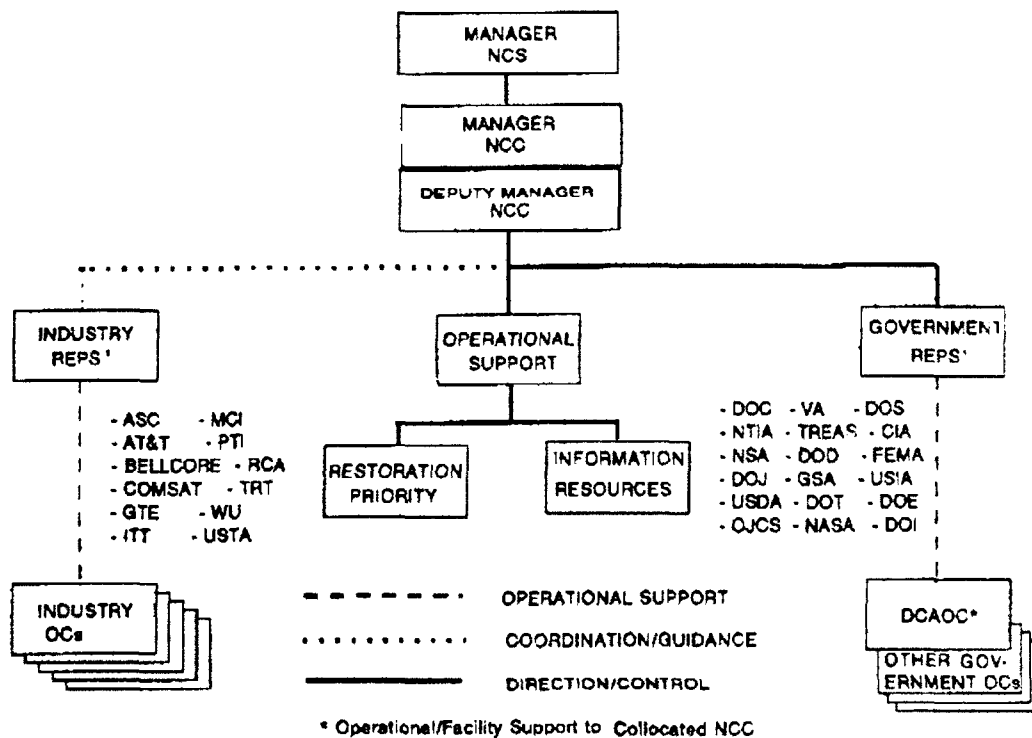 MANAGER
NCS
MANAGER
NCC
DEPUTY MANAGER
NCC
INDUSTRY
REPS¹
OPERATIONAL
SUPPORT
GOVERNMENT
REPS¹
- ASC - MCI
- AT&T - PTI
- BELLCORE - RCA
- COMSAT - TRT
- GTE - WU
- ITT - USTA
RESTORATION
PRIORITY
INFORMATION
RESOURCES
- DOC - VA - DOS
- NTIA - TREAS - CIA
- NSA - DOD - FEMA
- DOJ - GSA - USIA
- USDA - DOT - DOE
- OJCS - NASA - DOI
INDUSTRY
OCs
OPERATIONAL SUPPORT
COORDINATION/GUIDANCE
DIRECTION/CONTROL
DCAOC*
OTHER GOV-
ERNMENT OCs
* Operational/Facility Support to Collocated NCC